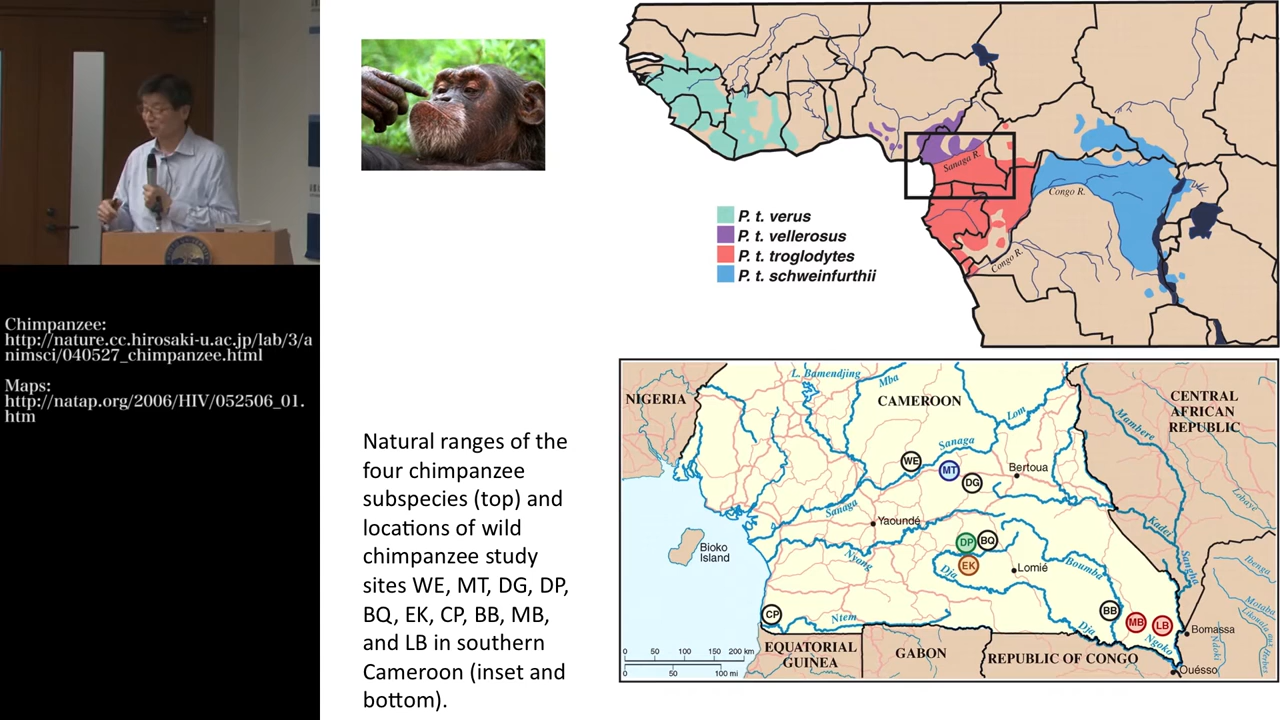 Chimpanzee:
http://nature.cc.hirosaki-u.ac.jp/lab/3/a
nimsci/040527_chimpanzee.html
Maps:
http://natap.org/2006/HIV/052506_01.
htm
Natural ranges of the
four chimpanzee
subspecies (top) and
locations of wild
chimpanzee study
sites WE, MT, DG, DP,
BQ, EK, CP, BB, MB,
and LB in southern
Cameroon (inset and
bottom).
Sanaga R.
Congo R.
Congo R.
P. t. verus
P. t. vellerosus
P. t. troglodytes
P. t. schweinfurthii
NIGERIA
L. Bamendjing
Mba
CAMEROON
Lom
CENTRAL
AFRICAN
REPUBLIC
Mambere
Sanaga
WE
MT
DG
Bertoua
Lobaye
Sanaga
Yaoundé
Kadei
Bioko
Island
Nyong
DP
BQ
EK
Dja
Lomié
Boumba
Sangha
Ibenga
Motaba
CP
Ntem
BB
MB
LB
Dja
Ngoko
Bomassa
Ndoki
EQUATORIAL
GUINEA
GABON
REPUBLIC OF CONGO
Ouésso
0 50 100 150 200 km
0 50 100 mi